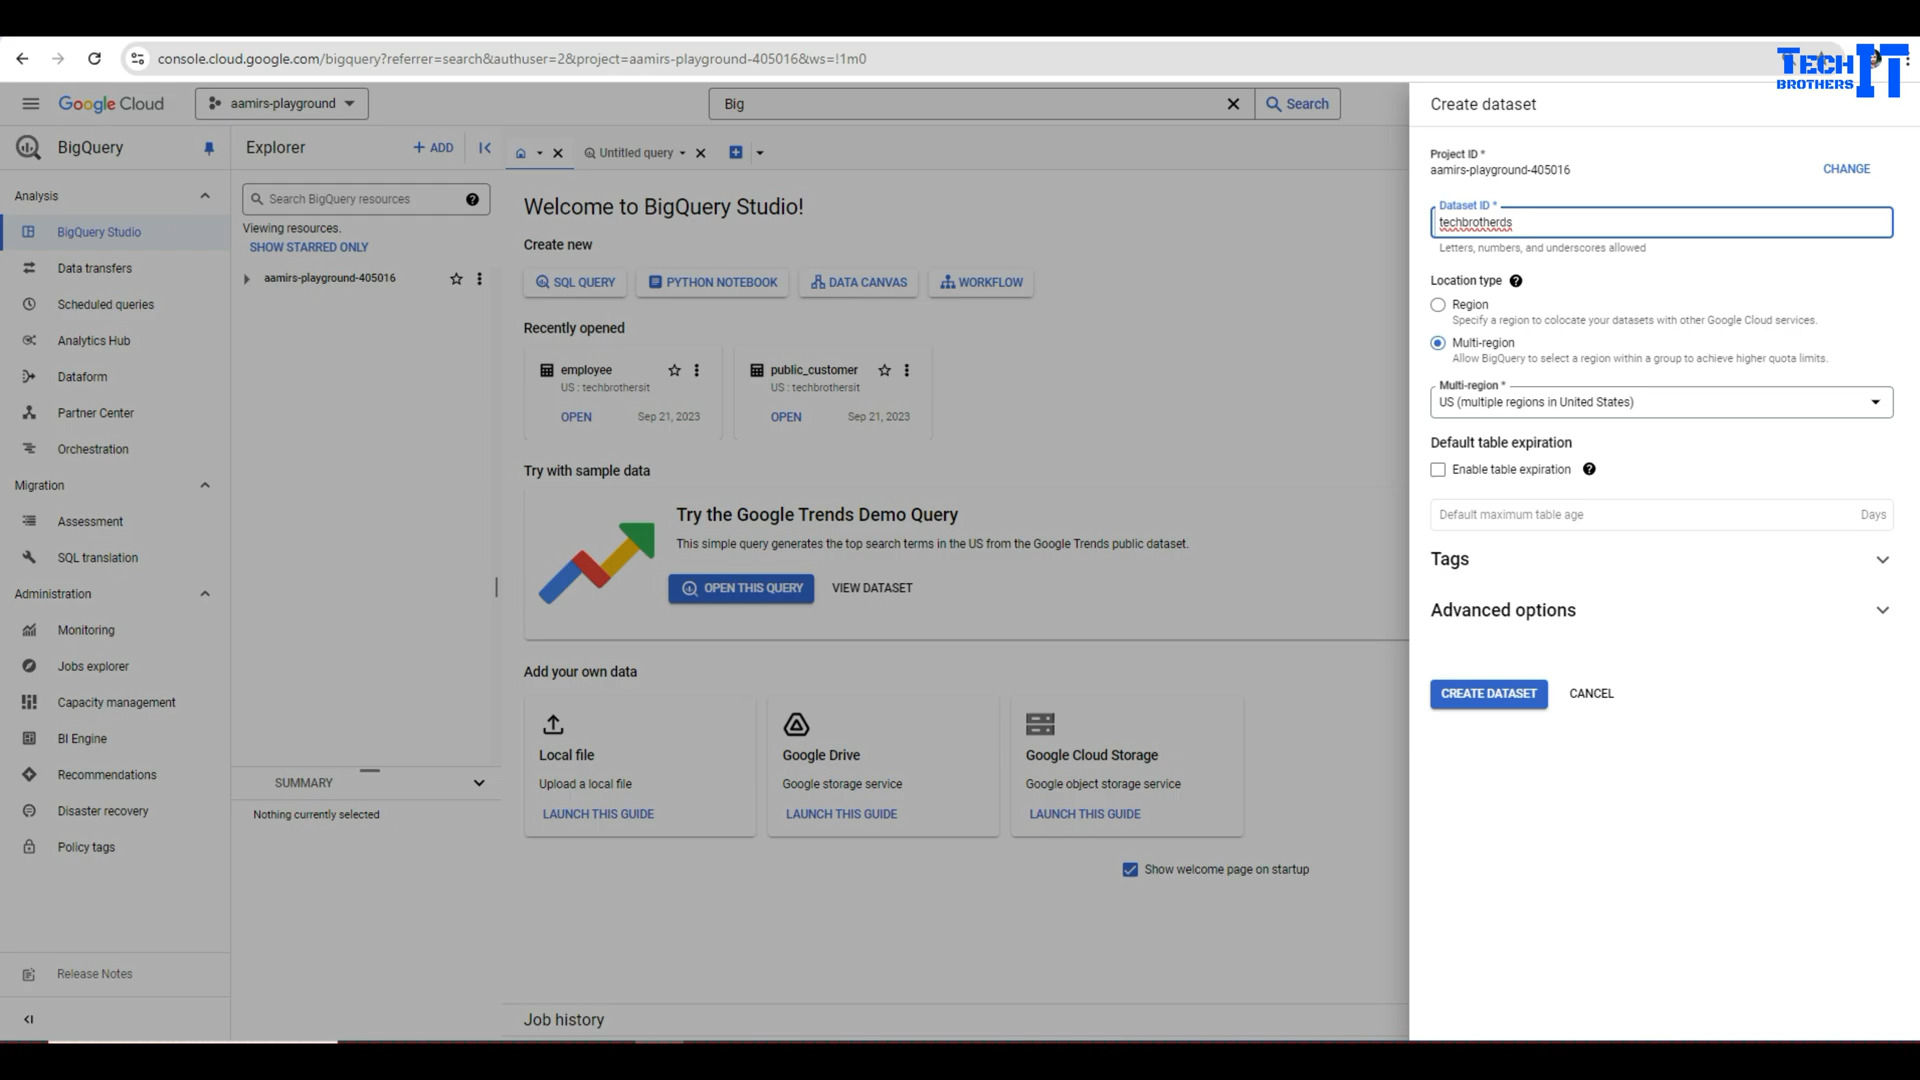 console.cloud.google.com/bigquery?referrer=search&authuser=2&project=aamirs-playground-405016&ws=!1m0
TECH BROTHERS IT
Google Cloud
aamirs-playground
Big
Search
BigQuery
Analysis
BigQuery Studio
Data transfers
Scheduled queries
Analytics Hub
Dataform
Partner Center
Orchestration
Migration
Assessment
SQL translation
Administration
Monitoring
Jobs explorer
Capacity management
BI Engine
Recommendations
Disaster recovery
Policy tags
Release Notes
Explorer
+ ADD
Search BigQuery resources
Viewing resources.
SHOW STARRED ONLY
aamirs-playground-405016
SUMMARY
Nothing currently selected
Untitled query
Welcome to BigQuery Studio!
Create new
SQL QUERY
PYTHON NOTEBOOK
DATA CANVAS
WORKFLOW
Recently opened
employee
US : techbrothersit
OPEN
Sep 21, 2023
public_customer
US : techbrothersit
OPEN
Sep 21, 2023
Try with sample data
Try the Google Trends Demo Query
This simple query generates the top search terms in the US from the Google Trends public dataset.
OPEN THIS QUERY
VIEW DATASET
Add your own data
Local file
Upload a local file
LAUNCH THIS GUIDE
Google Drive
Google storage service
LAUNCH THIS GUIDE
Google Cloud Storage
Google object storage service
LAUNCH THIS GUIDE
Show welcome page on startup
Job history
Create dataset
Project ID *
aamirs-playground-405016
CHANGE
Dataset ID *
techbrotherds
Letters, numbers, and underscores allowed
Location type
Region
Specify a region to colocate your datasets with other Google Cloud services.
Multi-region
Allow BigQuery to select a region within a group to achieve higher quota limits.
Multi-region *
US (multiple regions in United States)
Default table expiration
Enable table expiration
Default maximum table age
Days
Tags
Advanced options
CREATE DATASET
CANCEL